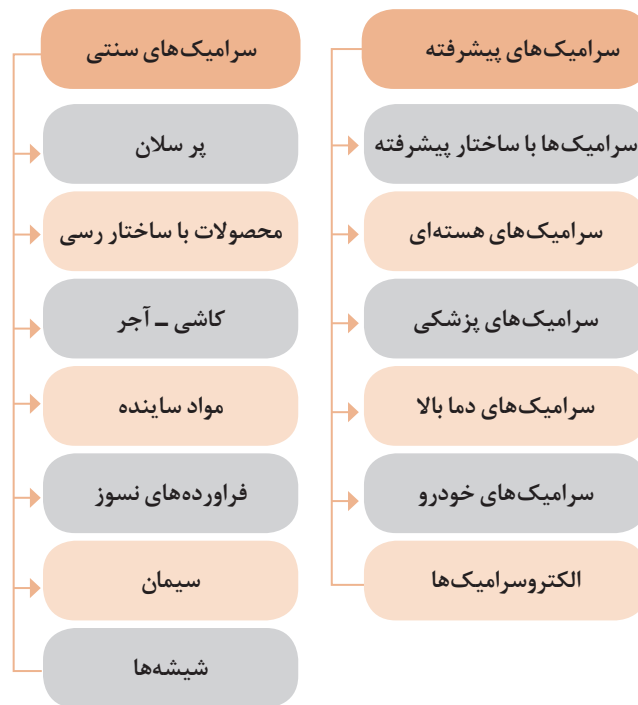 سرامیک‌های پیشرفته
سرامیک‌ها با ساختار پیشرفته
سرامیک‌های هسته‌ای
سرامیک‌های پزشکی
سرامیک‌های دما بالا
سرامیک‌های خودرو
الکتروسرامیک‌ها
سرامیک‌های سنتی
پر سلان
محصولات با ساختار رسی
کاشی ــ آجر
مواد ساینده
فراورده‌های نسوز
سیمان
شیشه‌ها